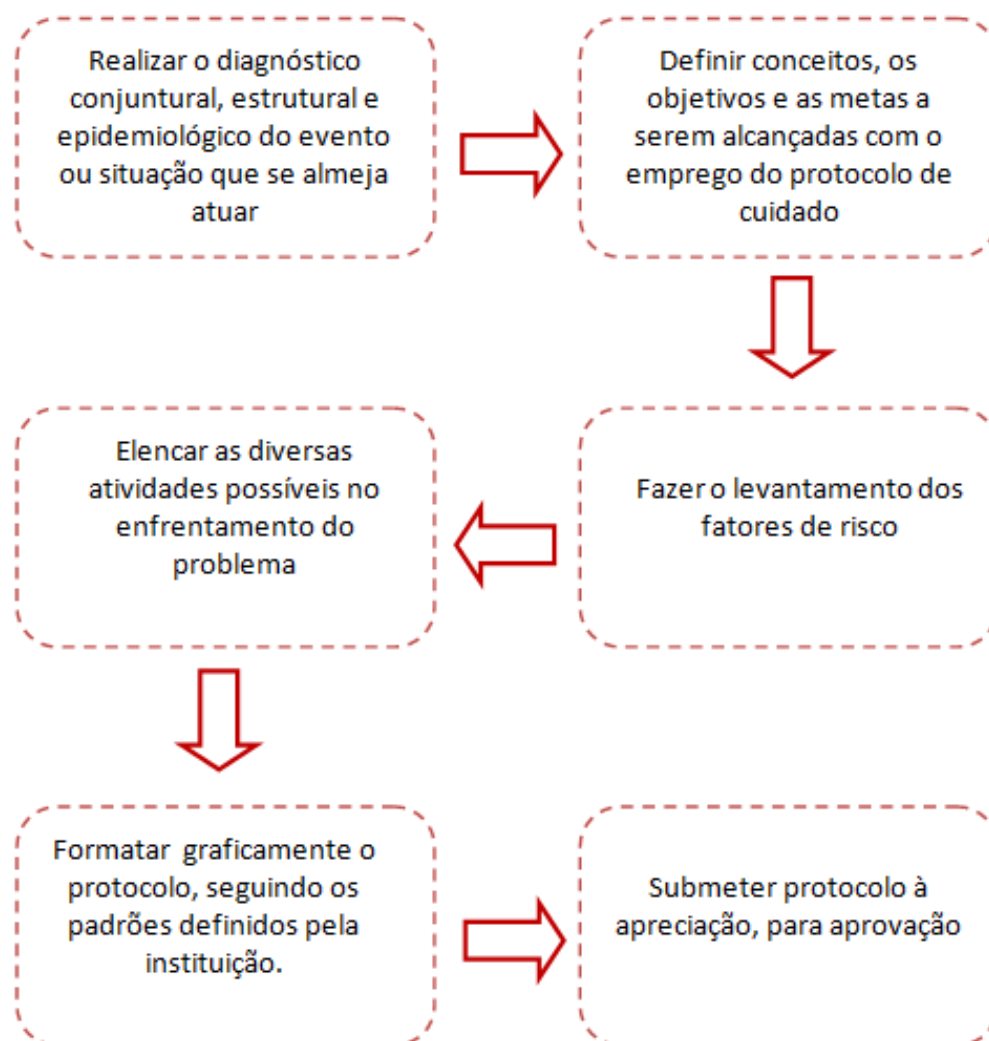 Realizar o diagnóstico
conjuntural, estrutural e
epidemiológico do evento
ou situação que se almeja
atuar
Definir conceitos, os
objetivos e as metas a
serem alcançadas com o
emprego do protocolo de
cuidado
Fazer o levantamento dos
fatores de risco
Elencar as diversas
atividades possíveis no
enfrentamento do
problema
Formatar graficamente o
protocolo, seguindo os
padrões definidos pela
instituição.
Submeter protocolo à
apreciação, para aprovação